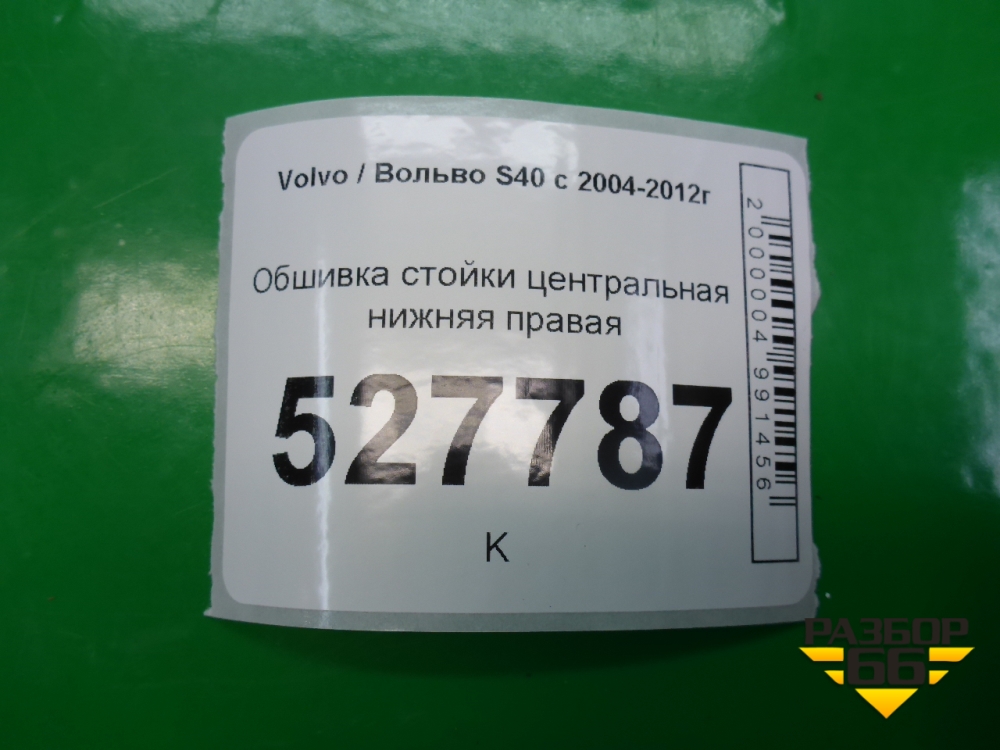 Volvo / Вольво S40 с 2004-2012г
Обшивка стойки центральная
нижняя правая
527787
К
2000004991456
РАЗБОР
66